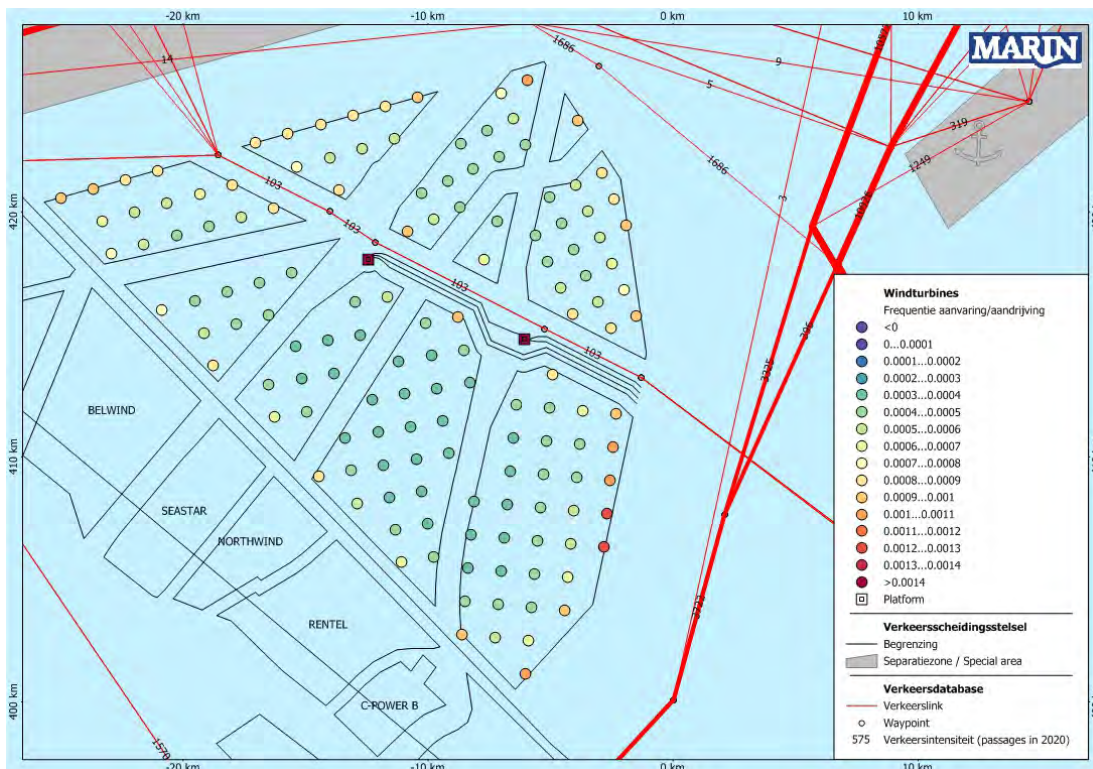 -20 km
-10 km
0 km
10 km
MARIN
14
1686
9
5
319
1249
1686
3
103
103
103
103
420 km
410 km
400 km
395
3325
3722
1570
BELWIND
SEASTAR
NORTHWIND
RENTEL
C-POWER B
Windturbines
Frequentie aanvaring/aandrijving
<0
0...0.0001
0.0001...0.0002
0.0002...0.0003
0.0003...0.0004
0.0004...0.0005
0.0005...0.0006
0.0006...0.0007
0.0007...0.0008
0.0008...0.0009
0.0009...0.001
0.001...0.0011
0.0011...0.0012
0.0012...0.0013
0.0013...0.0014
>0.0014
Platform
Verkeersscheidingsstelsel
Begrenzing
Separatiezone / Special area
Verkeersdatabase
Verkeerslink
Waypoint
575 Verkeersintensiteit (passages in 2020)
-20 km
-10 km
0 km
10 km